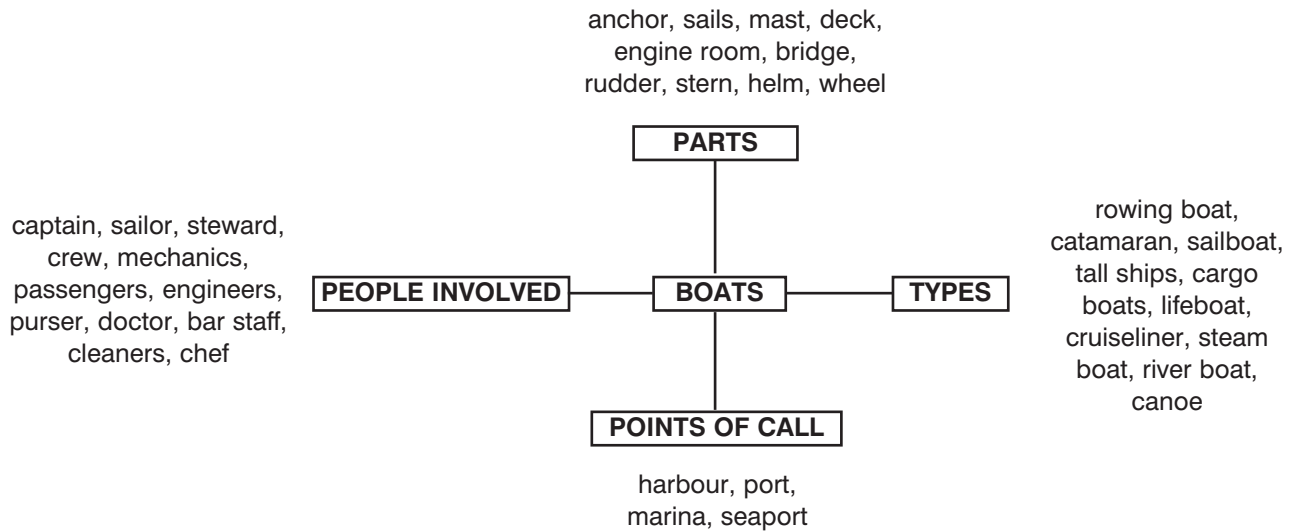 anchor, sails, mast, deck,
engine room, bridge,
rudder, stern, helm, wheel
PARTS
captain, sailor, steward,
crew, mechanics,
passengers, engineers,
purser, doctor, bar staff,
cleaners, chef
PEOPLE INVOLVED
BOATS
TYPES
rowing boat,
catamaran, sailboat,
tall ships, cargo
boats, lifeboat,
cruiseliner, steam
boat, river boat,
canoe
POINTS OF CALL
harbour, port,
marina, seaport